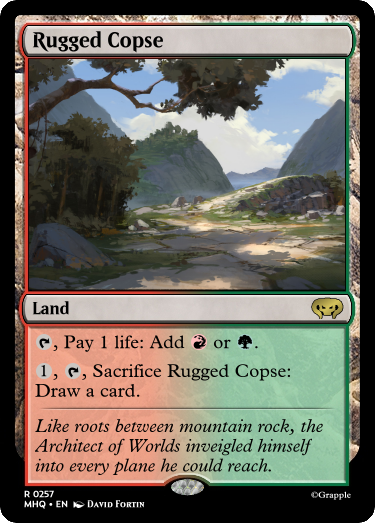 Rugged Copse
Land
, Pay 1 life: Add or .
1, , Sacrifice Rugged Copse:
Draw a card.
Like roots between mountain rock, the
Architect of Worlds inveigled himself
into every plane he could reach.
R 0257
MHQ • EN DAVID FORTIN
©Grapple